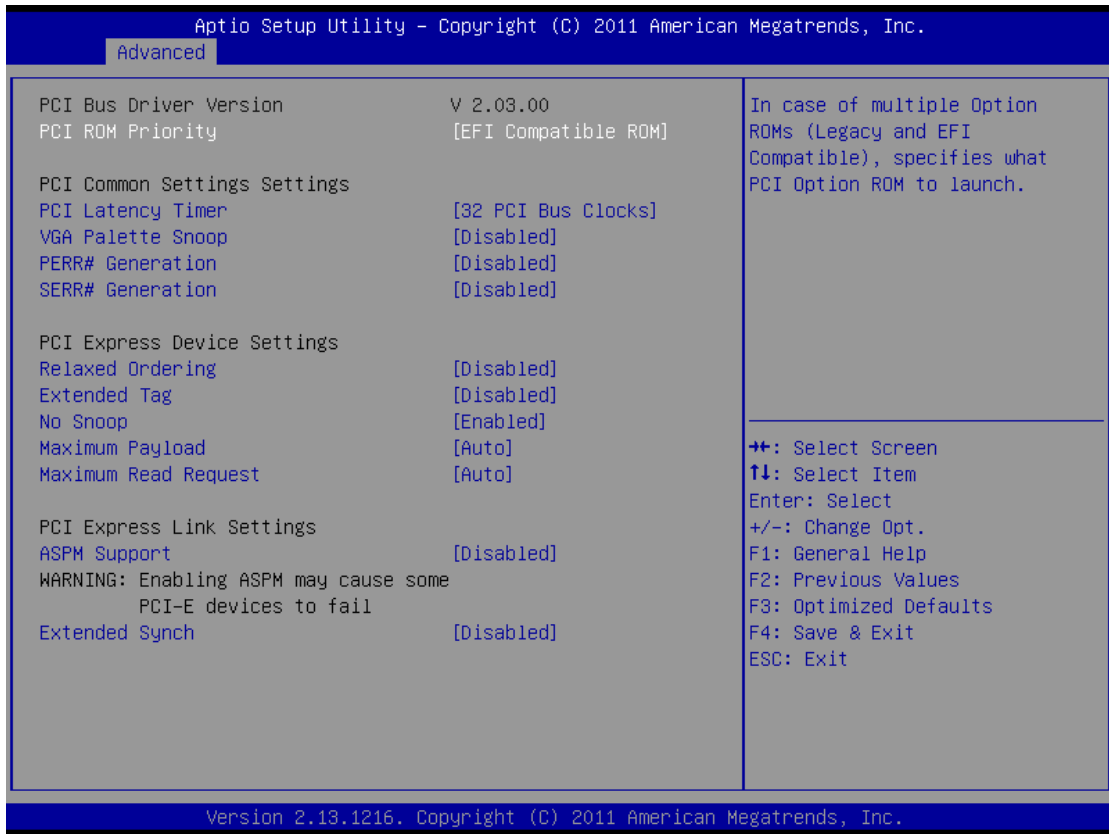 Aptio Setup Utility – Copyright (C) 2011 American Megatrends, Inc.
Advanced
PCI Bus Driver Version V 2.03.00
PCI ROM Priority [EFI Compatible ROM]
PCI Common Settings Settings
PCI Latency Timer [32 PCI Bus Clocks]
VGA Palette Snoop [Disabled]
PERR# Generation [Disabled]
SERR# Generation [Disabled]
PCI Express Device Settings
Relaxed Ordering [Disabled]
Extended Tag [Disabled]
No Snoop [Enabled]
Maximum Payload [Auto]
Maximum Read Request [Auto]
PCI Express Link Settings
ASPM Support [Disabled]
WARNING: Enabling ASPM may cause some
PCI-E devices to fail
Extended Synch [Disabled]
In case of multiple Option
ROMs (Legacy and EFI
Compatible), specifies what
PCI Option ROM to launch.
→←: Select Screen
↑↓: Select Item
Enter: Select
+/-: Change Opt.
F1: General Help
F2: Previous Values
F3: Optimized Defaults
F4: Save & Exit
ESC: Exit
Version 2.13.1216. Copyright (C) 2011 American Megatrends, Inc.